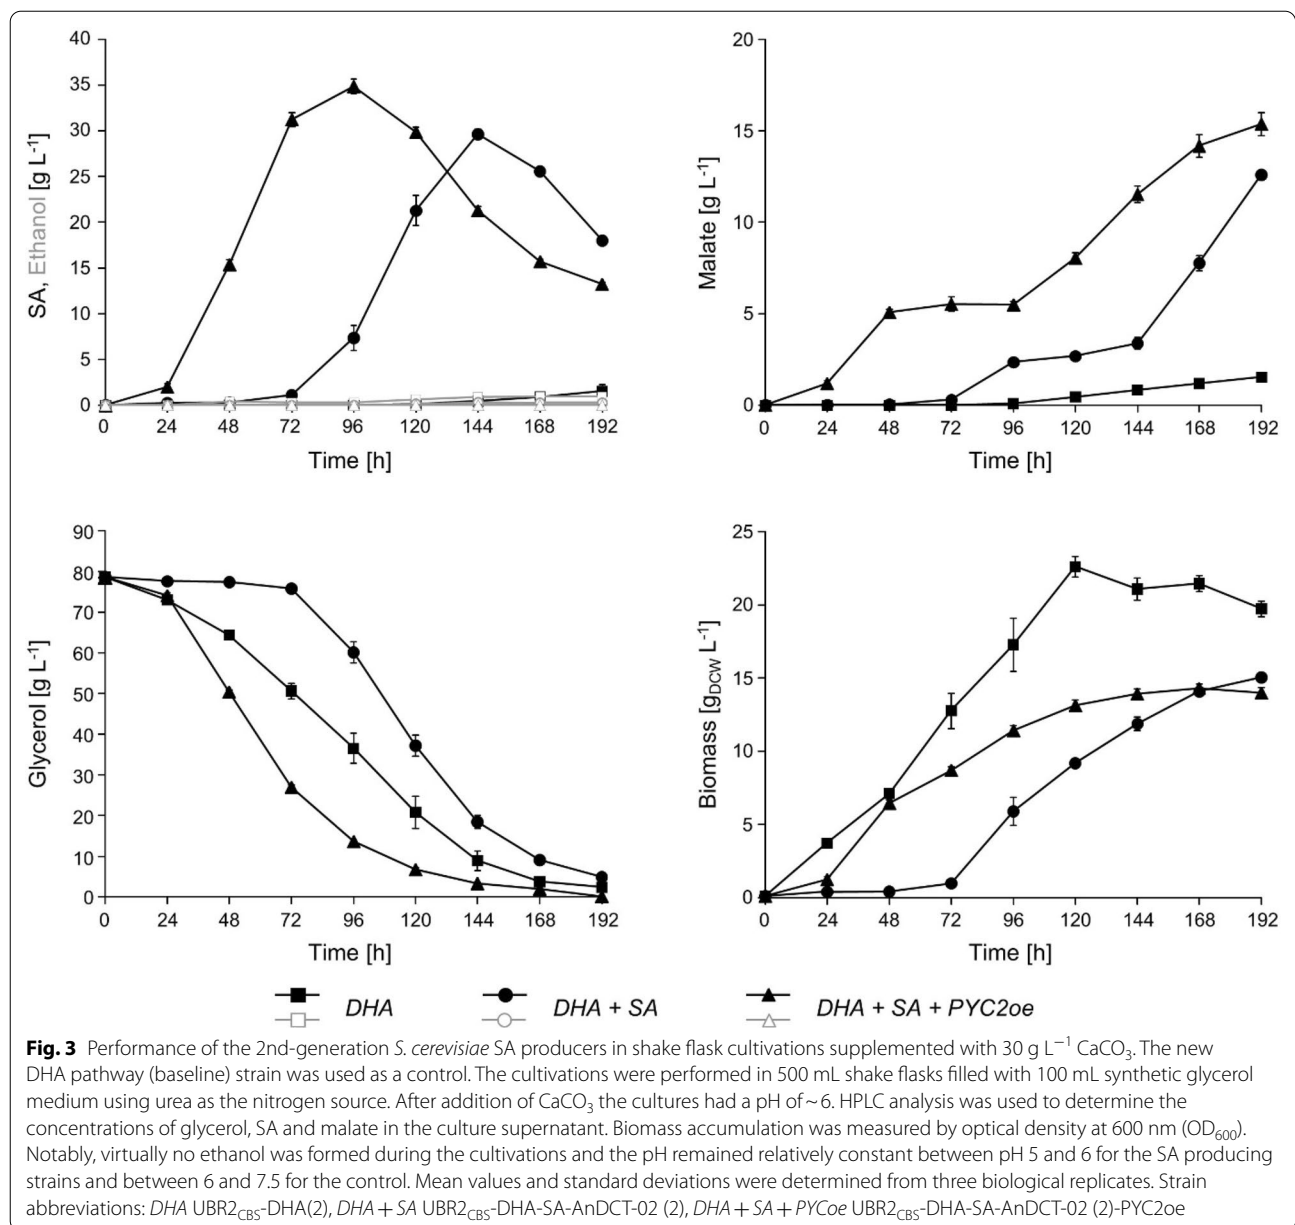 40
35
30
25
20
15
10
5
0
SA, Ethanol [g L⁻¹]
0 24 48 72 96 120 144 168 192
Time [h]
20
15
10
5
0
Malate [g L⁻¹]
0 24 48 72 96 120 144 168 192
Time [h]
90
80
70
60
50
40
30
20
10
0
Glycerol [g L⁻¹]
0 24 48 72 96 120 144 168 192
Time [h]
25
20
15
10
5
0
Biomass [g_DCW L⁻¹]
0 24 48 72 96 120 144 168 192
Time [h]
DHA DHA + SA DHA + SA + PYC2oe
Fig. 3 Performance of the 2nd-generation S. cerevisiae SA producers in shake flask cultivations supplemented with 30 g L⁻¹ CaCO₃. The new
DHA pathway (baseline) strain was used as a control. The cultivations were performed in 500 mL shake flasks filled with 100 mL synthetic glycerol
medium using urea as the nitrogen source. After addition of CaCO₃ the cultures had a pH of ~ 6. HPLC analysis was used to determine the
concentrations of glycerol, SA and malate in the culture supernatant. Biomass accumulation was measured by optical density at 600 nm (OD₆₀₀).
Notably, virtually no ethanol was formed during the cultivations and the pH remained relatively constant between pH 5 and 6 for the SA producing
strains and between 6 and 7.5 for the control. Mean values and standard deviations were determined from three biological replicates. Strain
abbreviations: DHA UBR2_CBS-DHA(2), DHA + SA UBR2_CBS-DHA-SA-AnDCT-02 (2), DHA + SA + PYCoe UBR2_CBS-DHA-SA-AnDCT-02 (2)-PYC2oe